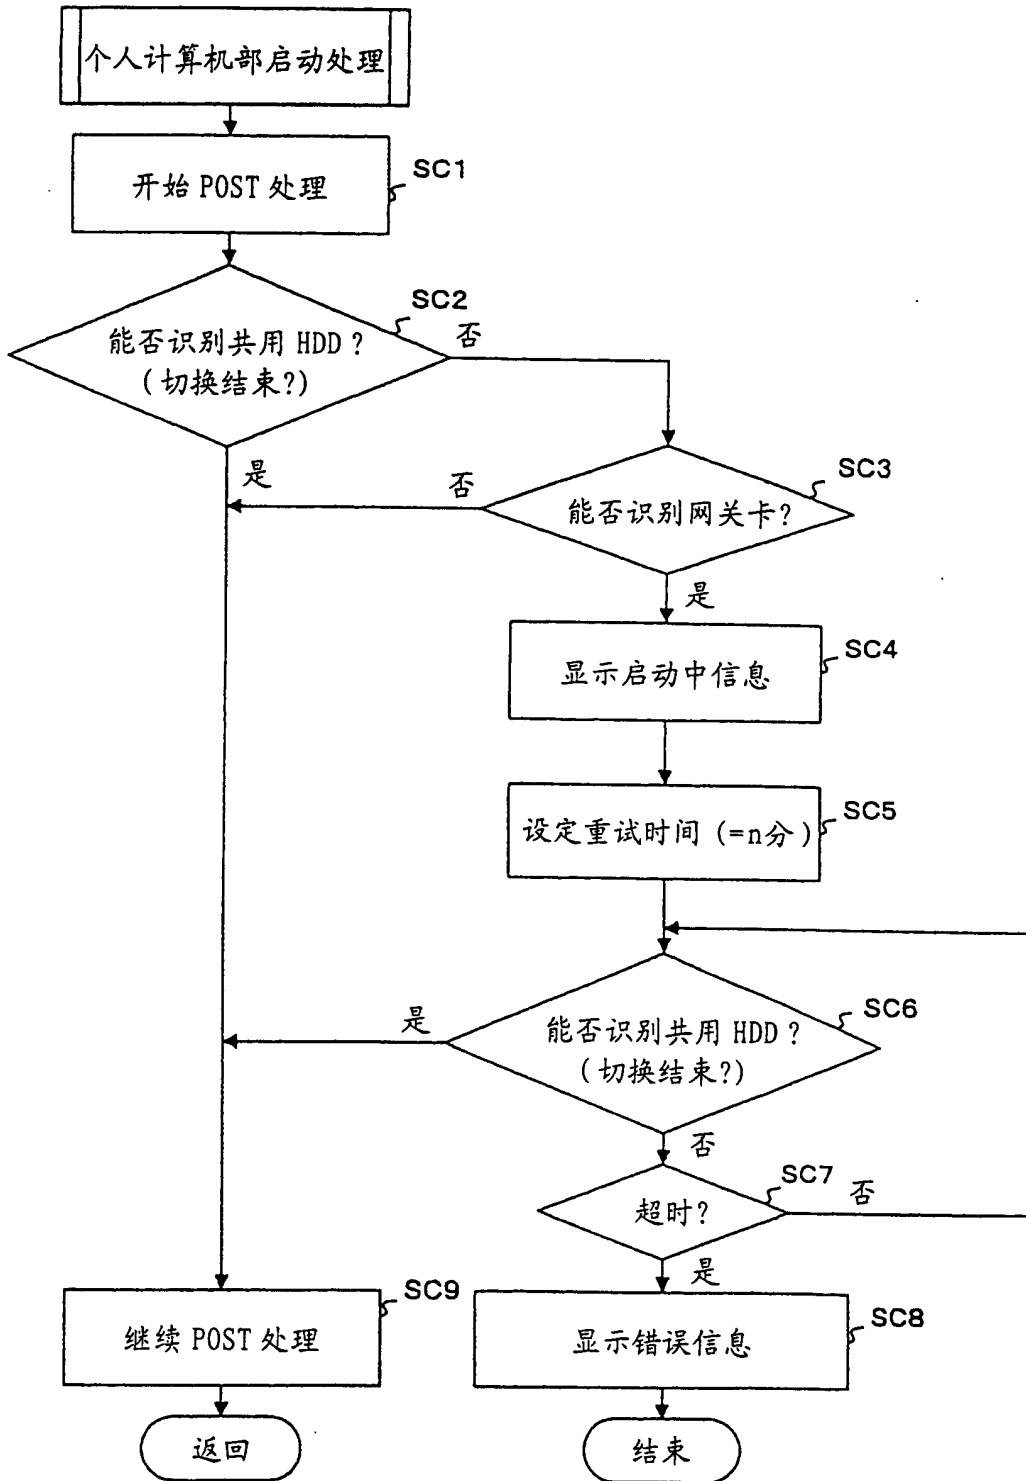 个人计算机部启动处理
开始 POST 处理
SC1
能否识别共用 HDD？
(切换结束?)
SC2
否
是
能否识别网关卡?
SC3
否
是
显示启动中信息
SC4
设定重试时间 (=n分)
SC5
能否识别共用 HDD？
(切换结束?)
SC6
是
否
超时?
SC7
否
是
显示错误信息
SC8
结束
继续 POST 处理
SC9
返回